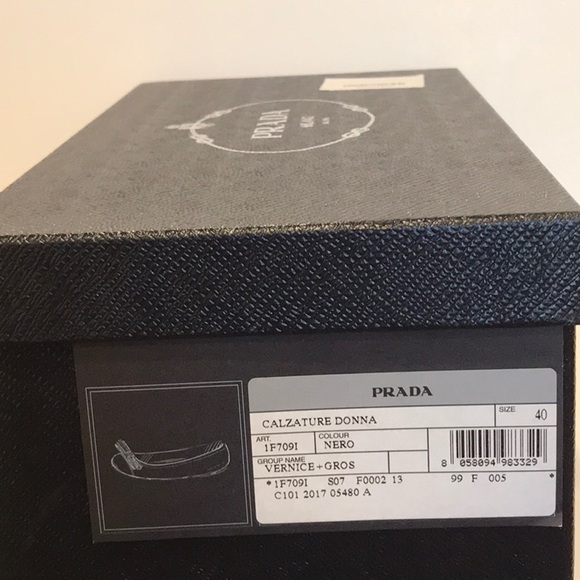 PRADA
MILANO
PRADA
CALZATURE DONNA
SIZE 40
ART. 1F709I
COLOUR NERO
GROUP NAME
VERNICE+GROS
8 058094 983329
*1F709I S07 F0002 13 99 F 005 *
C101 2017 05480 A